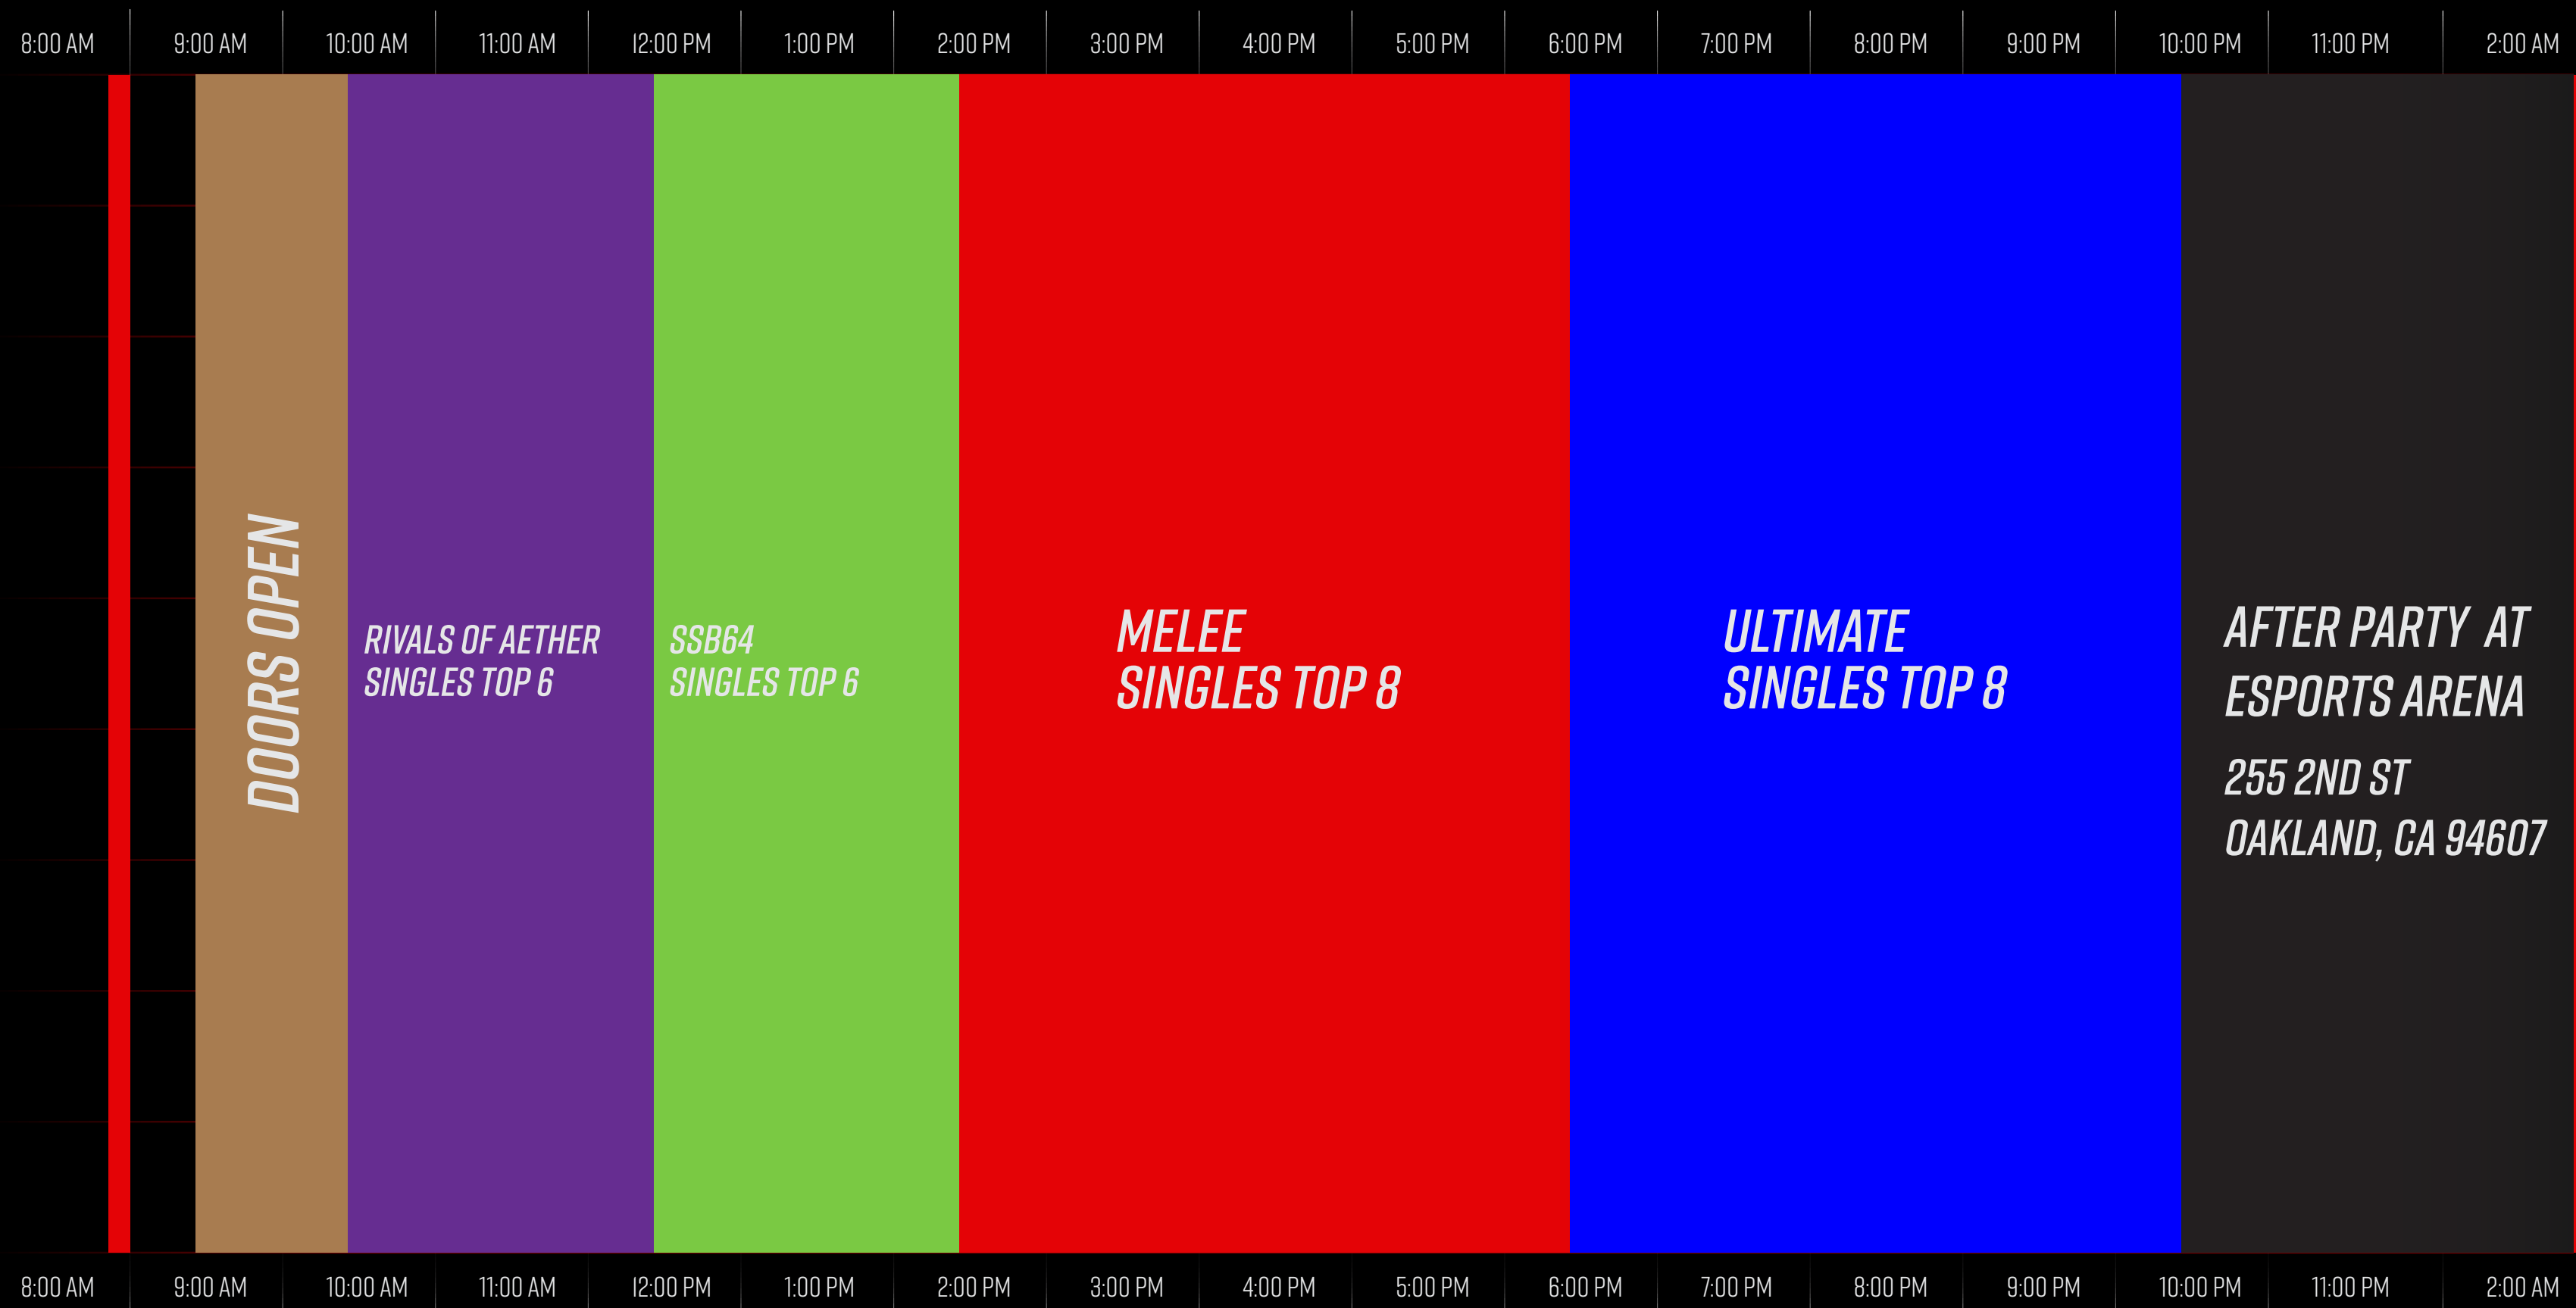 8:00 AM 9:00 AM 10:00 AM 11:00 AM 12:00 PM 1:00 PM 2:00 PM 3:00 PM 4:00 PM 5:00 PM 6:00 PM 7:00 PM 8:00 PM 9:00 PM 10:00 PM 11:00 PM 2:00 AM
DOORS OPEN
RIVALS OF AETHER
SINGLES TOP 6
SSB64
SINGLES TOP 6
MELEE
SINGLES TOP 8
ULTIMATE
SINGLES TOP 8
AFTER PARTY AT
ESPORTS ARENA
255 2ND ST
OAKLAND, CA 94607
8:00 AM 9:00 AM 10:00 AM 11:00 AM 12:00 PM 1:00 PM 2:00 PM 3:00 PM 4:00 PM 5:00 PM 6:00 PM 7:00 PM 8:00 PM 9:00 PM 10:00 PM 11:00 PM 2:00 AM